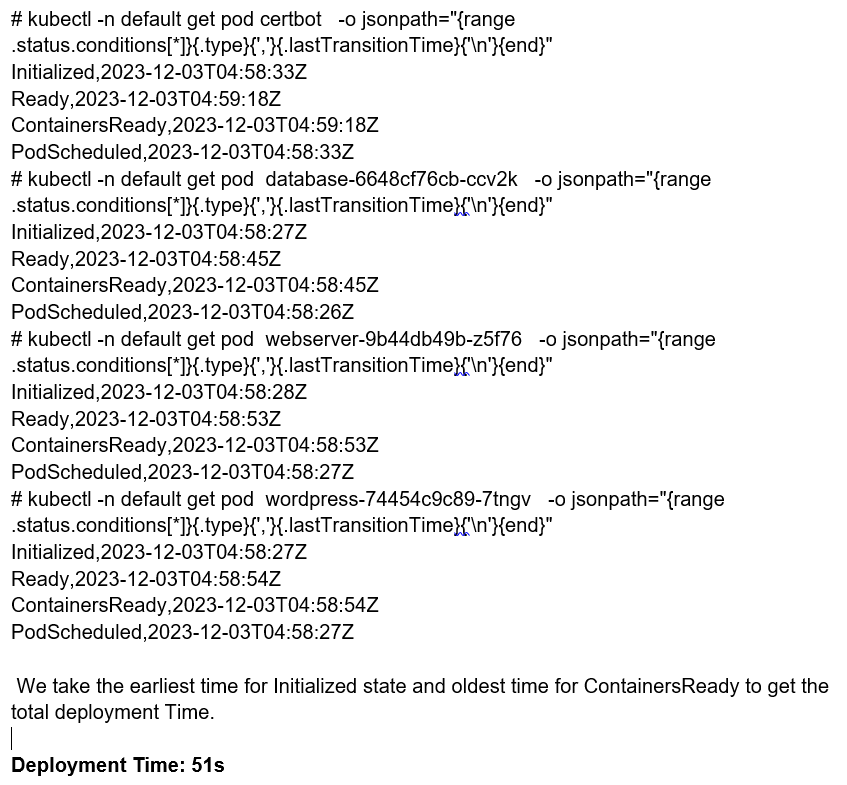 # kubectl -n default get pod certbot   -o jsonpath="{range
.status.conditions[*]}{.type}{','}{.lastTransitionTime}{'\n'}{end}"
Initialized,2023-12-03T04:58:33Z
Ready,2023-12-03T04:59:18Z
ContainersReady,2023-12-03T04:59:18Z
PodScheduled,2023-12-03T04:58:33Z
# kubectl -n default get pod  database-6648cf76cb-ccv2k   -o jsonpath="{range
.status.conditions[*]}{.type}{','}{.lastTransitionTime}{'\n'}{end}"
Initialized,2023-12-03T04:58:27Z
Ready,2023-12-03T04:58:45Z
ContainersReady,2023-12-03T04:58:45Z
PodScheduled,2023-12-03T04:58:26Z
# kubectl -n default get pod  webserver-9b44db49b-z5f76   -o jsonpath="{range
.status.conditions[*]}{.type}{','}{.lastTransitionTime}{'\n'}{end}"
Initialized,2023-12-03T04:58:28Z
Ready,2023-12-03T04:58:53Z
ContainersReady,2023-12-03T04:58:53Z
PodScheduled,2023-12-03T04:58:27Z
# kubectl -n default get pod  wordpress-74454c9c89-7tngv   -o jsonpath="{range
.status.conditions[*]}{.type}{','}{.lastTransitionTime}{'\n'}{end}"
Initialized,2023-12-03T04:58:27Z
Ready,2023-12-03T04:58:54Z
ContainersReady,2023-12-03T04:58:54Z
PodScheduled,2023-12-03T04:58:27Z
We take the earliest time for Initialized state and oldest time for ContainersReady to get the
total deployment Time.
Deployment Time: 51s